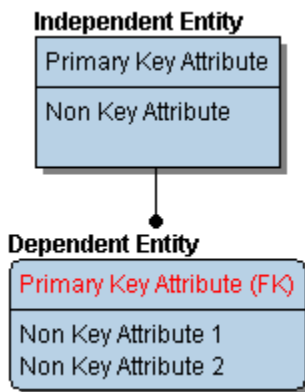 Independent Entity
Primary Key Attribute
Non Key Attribute
Dependent Entity
Primary Key Attribute (FK)
Non Key Attribute 1
Non Key Attribute 2